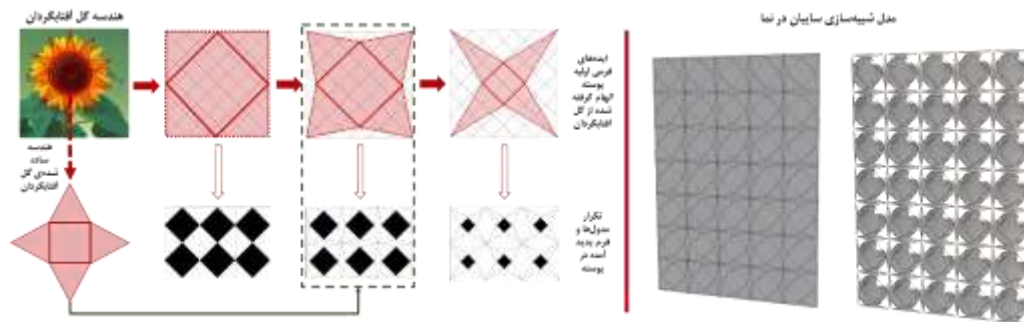 هندسه گل آفتابگردان
مدل شبیه‌سازی سایبان در نما
ایده‌های
فرمی اولیه
پوسته
الهام گرفته
شده از گل
آفتابگردان
هندسه
ساده
شده‌ی گل
آفتابگردان
تکرار
مدول‌ها و
فرم پدید
آمده در
پوسته